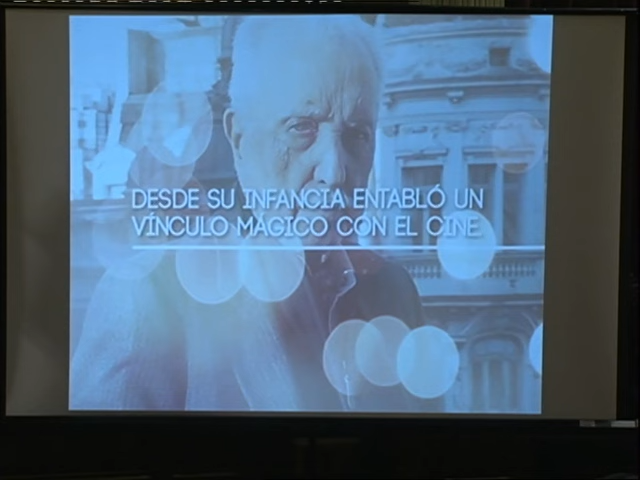 DESDE SU INFANCIA ENTABLÓ UN
VÍNCULO MÁGICO CON EL CINE.